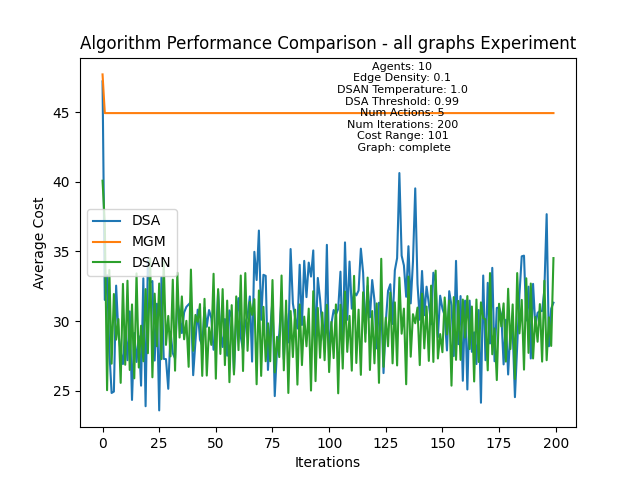 Algorithm Performance Comparison - all graphs Experiment
Agents: 10
Edge Density: 0.1
DSAN Temperature: 1.0
DSA Threshold: 0.99
Num Actions: 5
Num Iterations: 200
Cost Range: 101
Graph: complete
45
40
35
30
25
Average Cost
DSA
MGM
DSAN
0
25
50
75
100
125
150
175
200
Iterations